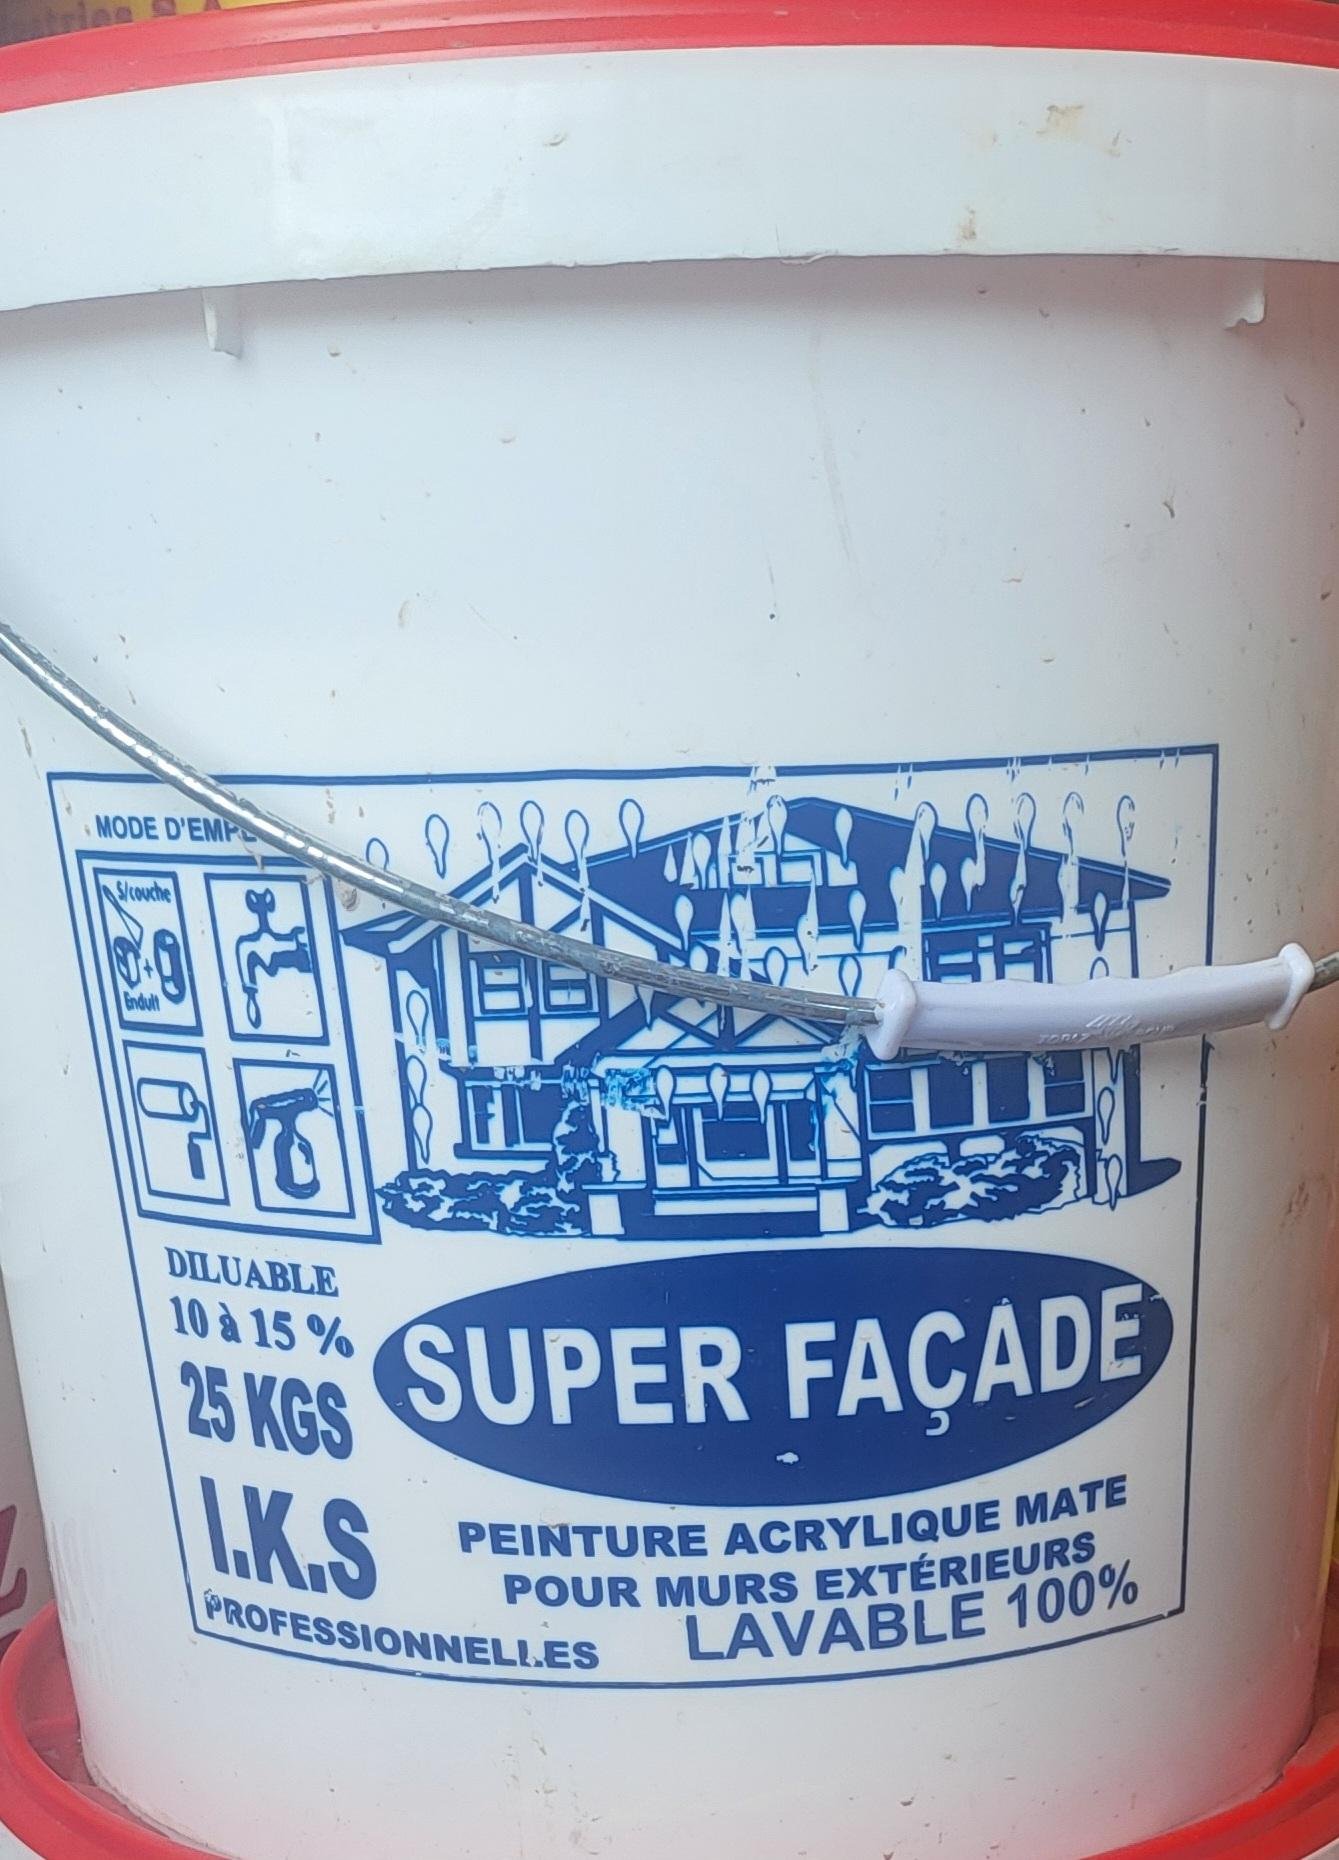 MODE D'EMPL
S/couche
+
Enduit
DILUABLE
10 à 15 %
25 KGS
I.K.S
PROFESSIONNELLES
SUPER FAÇADE
PEINTURE ACRYLIQUE MATE
POUR MURS EXTÉRIEURS
LAVABLE 100%